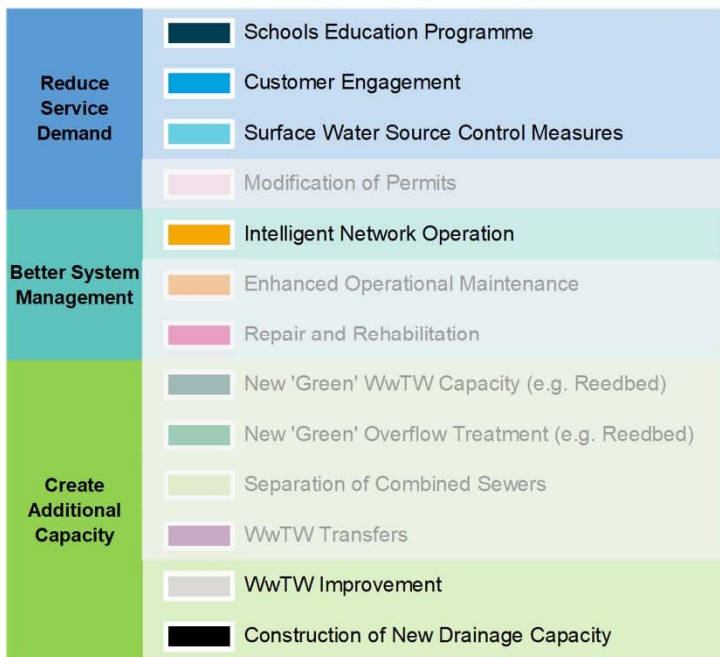 Reduce
Service
Demand
Schools Education Programme
Customer Engagement
Surface Water Source Control Measures
Modification of Permits
Better System
Management
Intelligent Network Operation
Enhanced Operational Maintenance
Repair and Rehabilitation
Create
Additional
Capacity
New 'Green' WwTW Capacity (e.g. Reedbed)
New 'Green' Overflow Treatment (e.g. Reedbed)
Separation of Combined Sewers
WwTW Transfers
WwTW Improvement
Construction of New Drainage Capacity